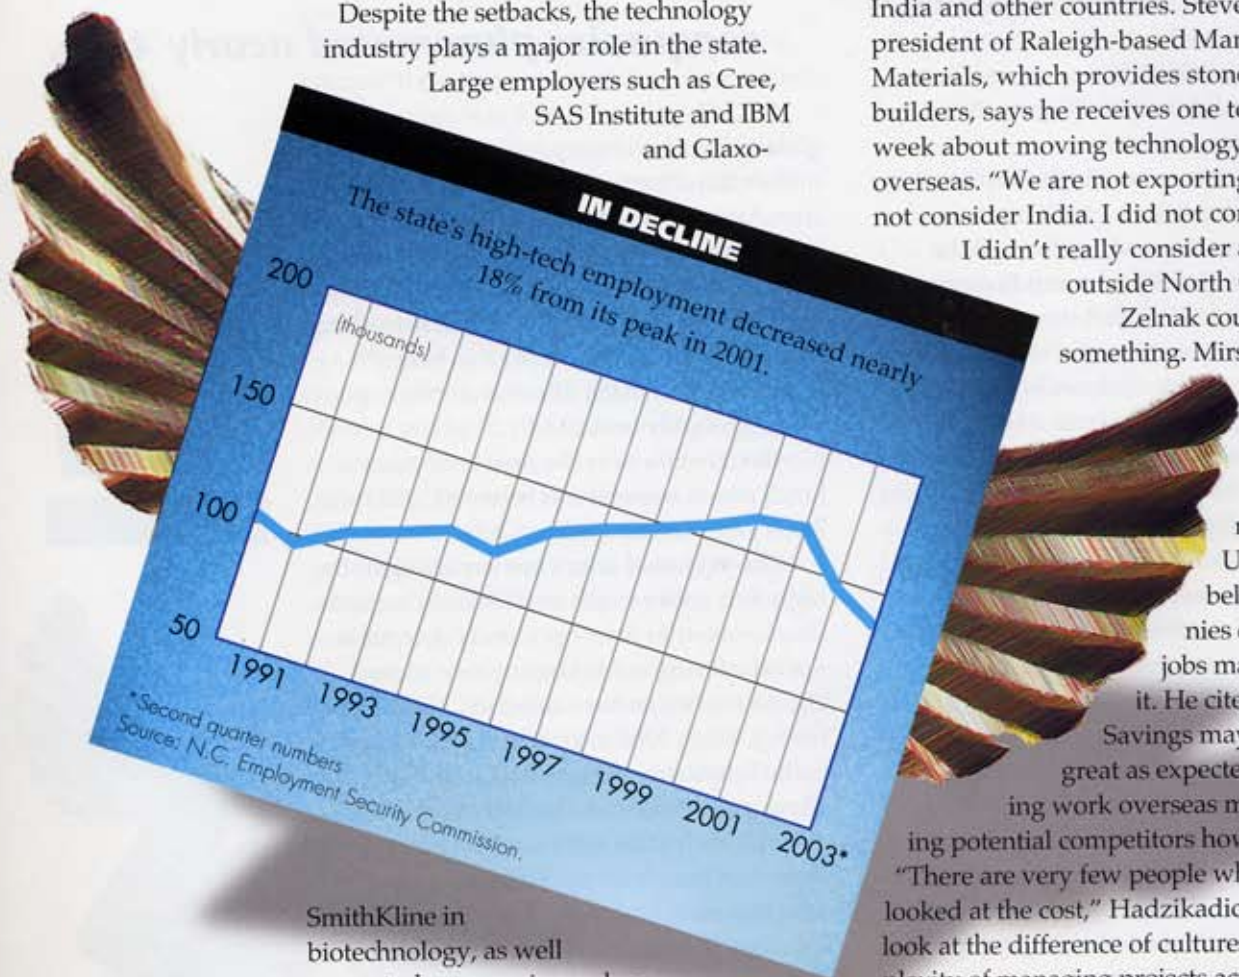 Despite the setbacks, the technology
industry plays a major role in the state.
Large employers such as Cree,
SAS Institute and IBM
and Glaxo-
IN DECLINE
The state's high-tech employment decreased nearly
18% from its peak in 2001.
(thousands)
200
150
100
50
1991
1993
1995
1997
1999
2001
2003*
*Second quarter numbers
Source: N.C. Employment Security Commission.
SmithKline in
biotechnology, as well
India and other countries. Steve
president of Raleigh-based Mar
Materials, which provides stone
builders, says he receives one to
week about moving technology
overseas. "We are not exporting
not consider India. I did not con
I didn't really consider
outside North
Zelnak cou
something. Mirs
U
bel
nies
jobs ma
it. He cite
Savings may
great as expecte
ing work overseas m
ing potential competitors how
"There are very few people wh
looked at the cost," Hadzikadic
look at the difference of culture
plexity of managing projects